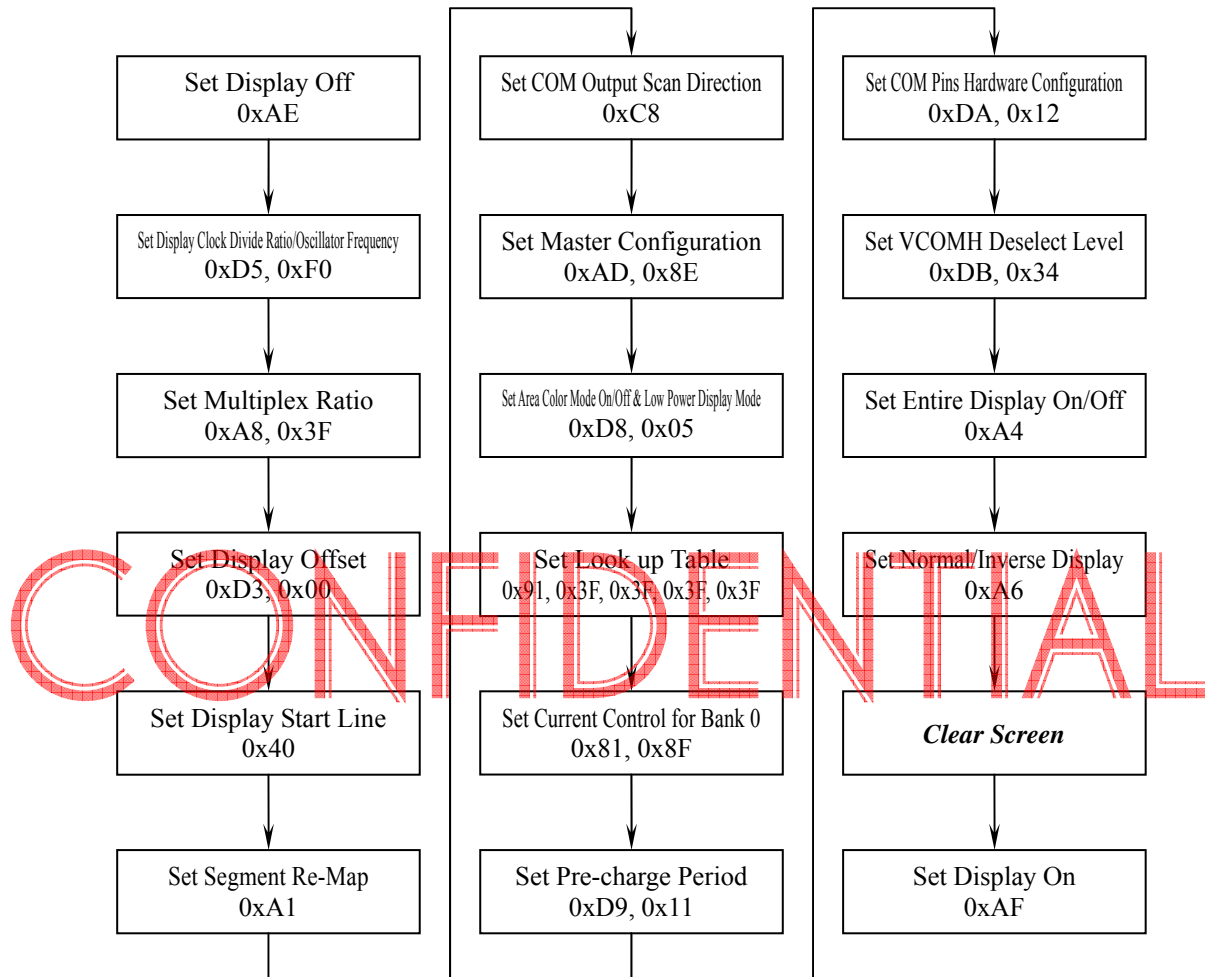 Set Display Off
0xAE
Set Display Clock Divide Ratio/Oscillator Frequency
0xD5, 0xF0
Set Multiplex Ratio
0xA8, 0x3F
Set Display Offset
0xD3, 0x00
Set Display Start Line
0x40
Set Segment Re-Map
0xA1
Set COM Output Scan Direction
0xC8
Set Master Configuration
0xAD, 0x8E
Set Area Color Mode On/Off & Low Power Display Mode
0xD8, 0x05
Set Look up Table
0x91, 0x3F, 0x3F, 0x3F, 0x3F
Set Current Control for Bank 0
0x81, 0x8F
Set Pre-charge Period
0xD9, 0x11
Set COM Pins Hardware Configuration
0xDA, 0x12
Set VCOMH Deselect Level
0xDB, 0x34
Set Entire Display On/Off
0xA4
Set Normal/Inverse Display
0xA6
Clear Screen
Set Display On
0xAF
CONFIDENTIAL